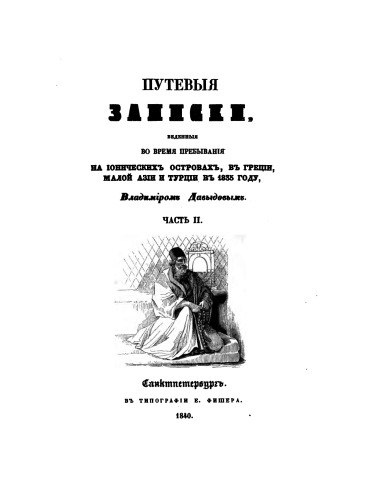 ПУТЕВЫЯ
ЗАПИСКИ,
ВЕДЕННЫЯ
ВО ВРЕМЯ ПРЕБЫВАНІЯ
НА ІОНИЧЕСКИХЪ ОСТРОВАХЪ, ВЪ ГРЕЦІИ,
МАЛОЙ АЗІИ И ТУРЦІИ ВЪ 1835 ГОДУ,
Владиміромъ Давыдовымъ.
ЧАСТЬ II.
Санктпетербургъ.
ВЪ ТИПОГРАФІИ Е. ФИШЕРА.
1840.